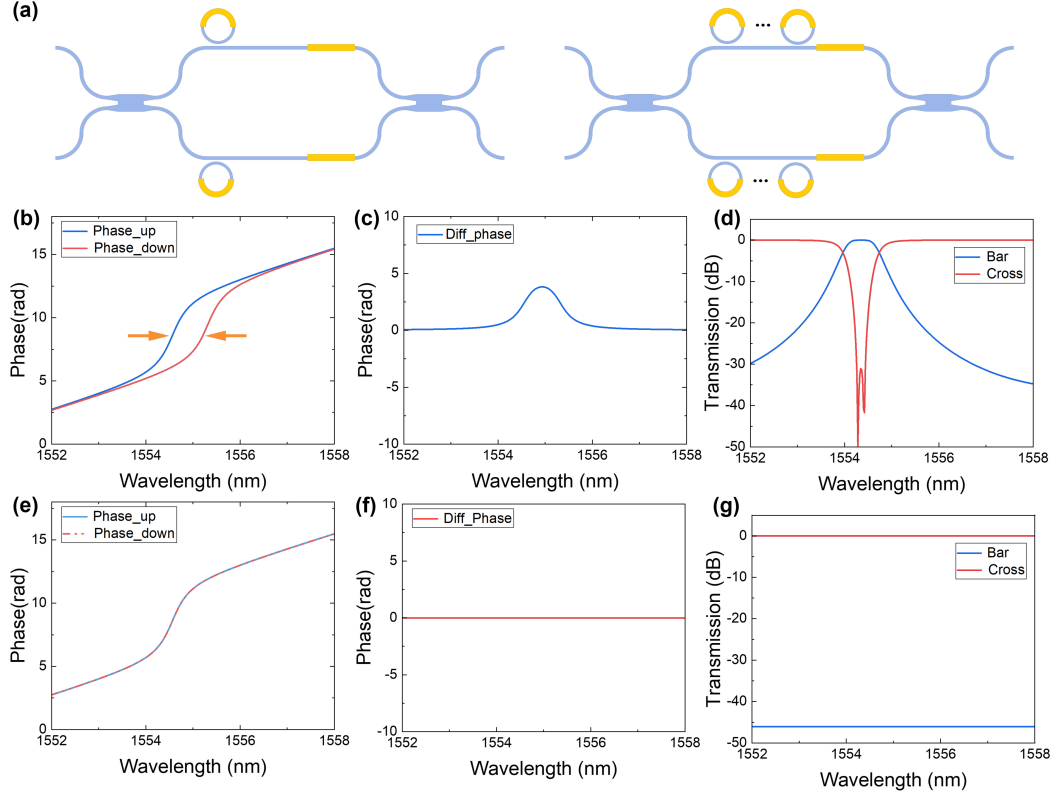 (a)
... ...
... ...
(b)
Phase_up
Phase_down
Phase(rad)
15
10
5
0
1552 1554 1556 1558
Wavelength (nm)
(c)
Diff_phase
Phase(rad)
10
5
0
-5
-10
1552 1554 1556 1558
Wavelength (nm)
(d)
Bar
Cross
Transmission (dB)
0
-10
-20
-30
-40
-50
1552 1554 1556 1558
Wavelength (nm)
(e)
Phase_up
Phase_down
Phase(rad)
15
10
5
0
1552 1554 1556 1558
Wavelength (nm)
(f)
Diff_Phase
Phase(rad)
10
5
0
-5
-10
1552 1554 1556 1558
Wavelength (nm)
(g)
Bar
Cross
Transmission (dB)
0
-10
-20
-30
-40
-50
1552 1554 1556 1558
Wavelength (nm)